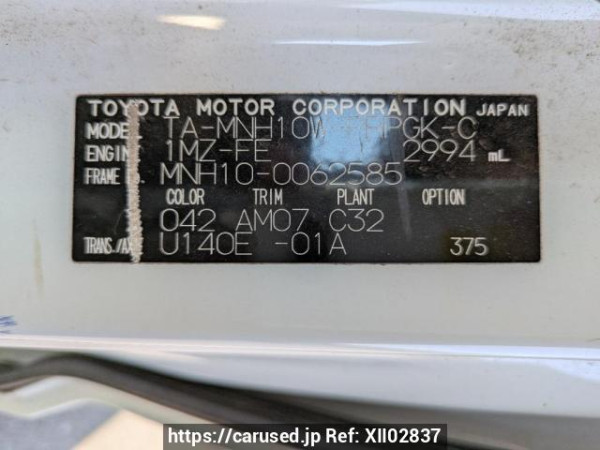 TOYOTA MOTOR CORPORATION JAPAN
MODEL TA-MNH10W- PGK-C
ENGINE 1MZ-FE 2994 mL
FRAME No. MNH10-0062585
COLOR TRIM PLANT OPTION
042 AM07 C32
TRANS./AXLE U140E -01A 375
https://carused.jp Ref: XII02837